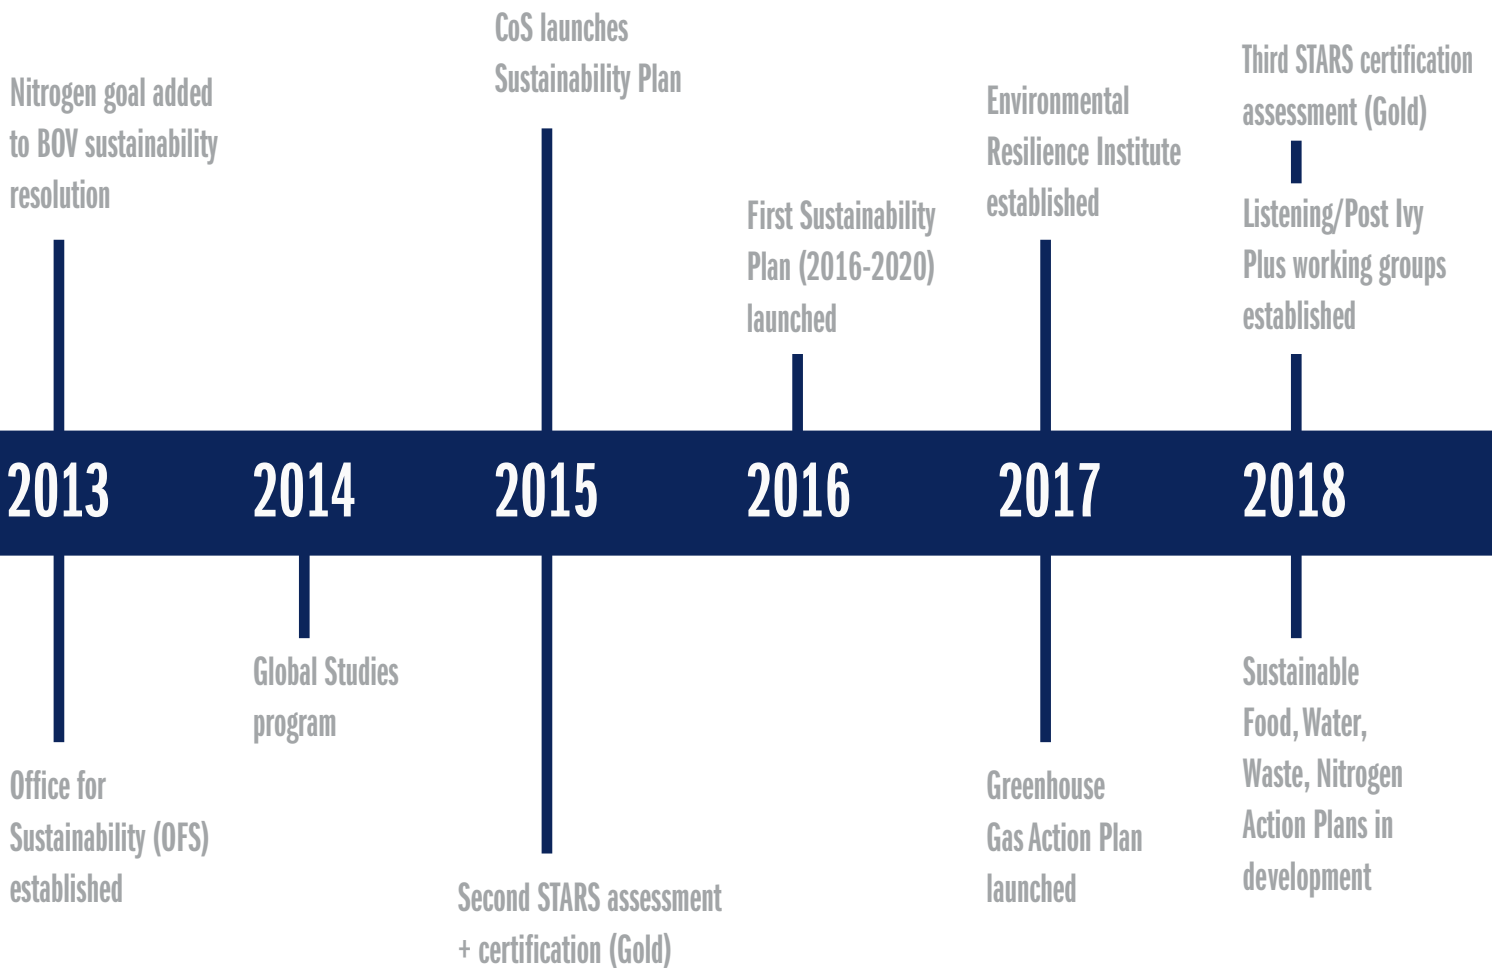 Nitrogen goal added
to BOV sustainability
resolution
CoS launches
Sustainability Plan
First Sustainability
Plan (2016-2020)
launched
Environmental
Resilience Institute
established
Third STARS certification
assessment (Gold)
Listening/Post Ivy
Plus working groups
established
2013
2014
2015
2016
2017
2018
Office for
Sustainability (OFS)
established
Global Studies
program
Second STARS assessment
+ certification (Gold)
Greenhouse
Gas Action Plan
launched
Sustainable
Food, Water,
Waste, Nitrogen
Action Plans in
development